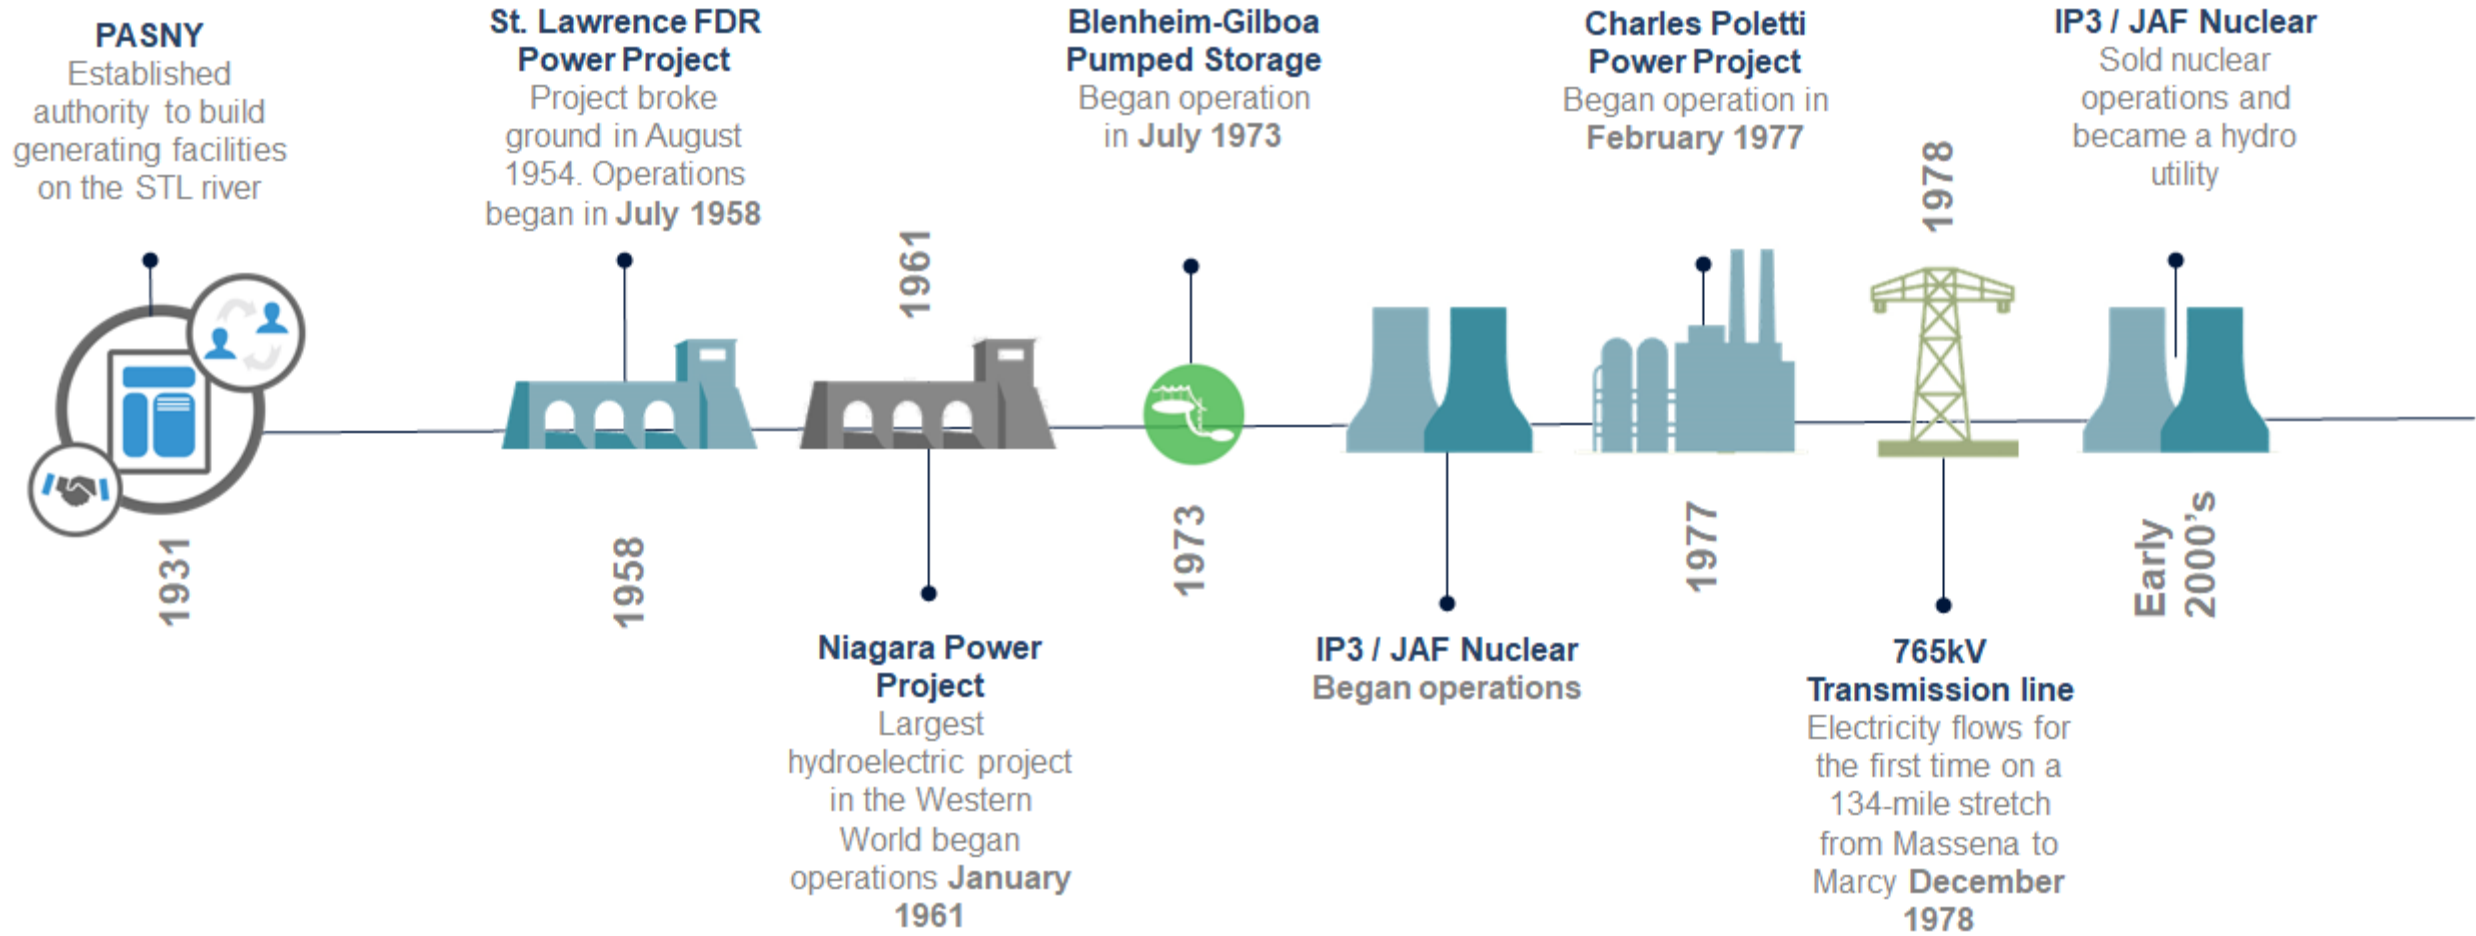 PASNY
Established
authority to build
generating facilities
on the STL river
1931
St. Lawrence FDR
Power Project
Project broke
ground in August
1954. Operations
began in July 1958
1958
1961
Niagara Power
Project
Largest
hydroelectric project
in the Western
World began
operations January
1961
Blenheim-Gilboa
Pumped Storage
Began operation
in July 1973
1973
IP3 / JAF Nuclear
Began operations
Charles Poletti
Power Project
Began operation in
February 1977
1977
1978
765kV
Transmission line
Electricity flows for
the first time on a
134-mile stretch
from Massena to
Marcy December
1978
IP3 / JAF Nuclear
Sold nuclear
operations and
became a hydro
utility
Early
2000's